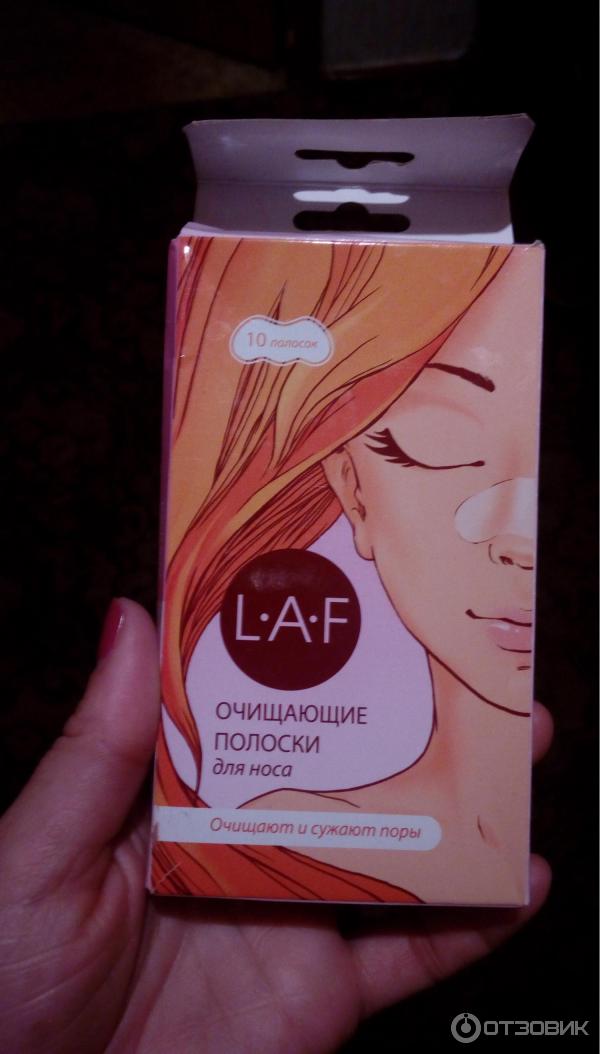 10 полосок
L·A·F
ОЧИЩАЮЩИЕ
ПОЛОСКИ
для носа
Очищают и сужают поры
ОТЗОВИК